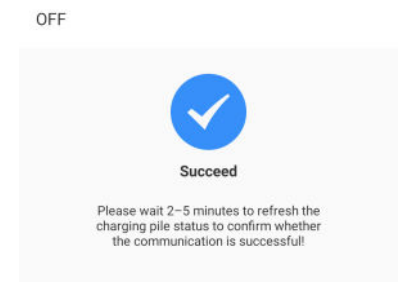 OFF
Succeed
Please wait 2–5 minutes to refresh the
charging pile status to confirm whether
the communication is successful!